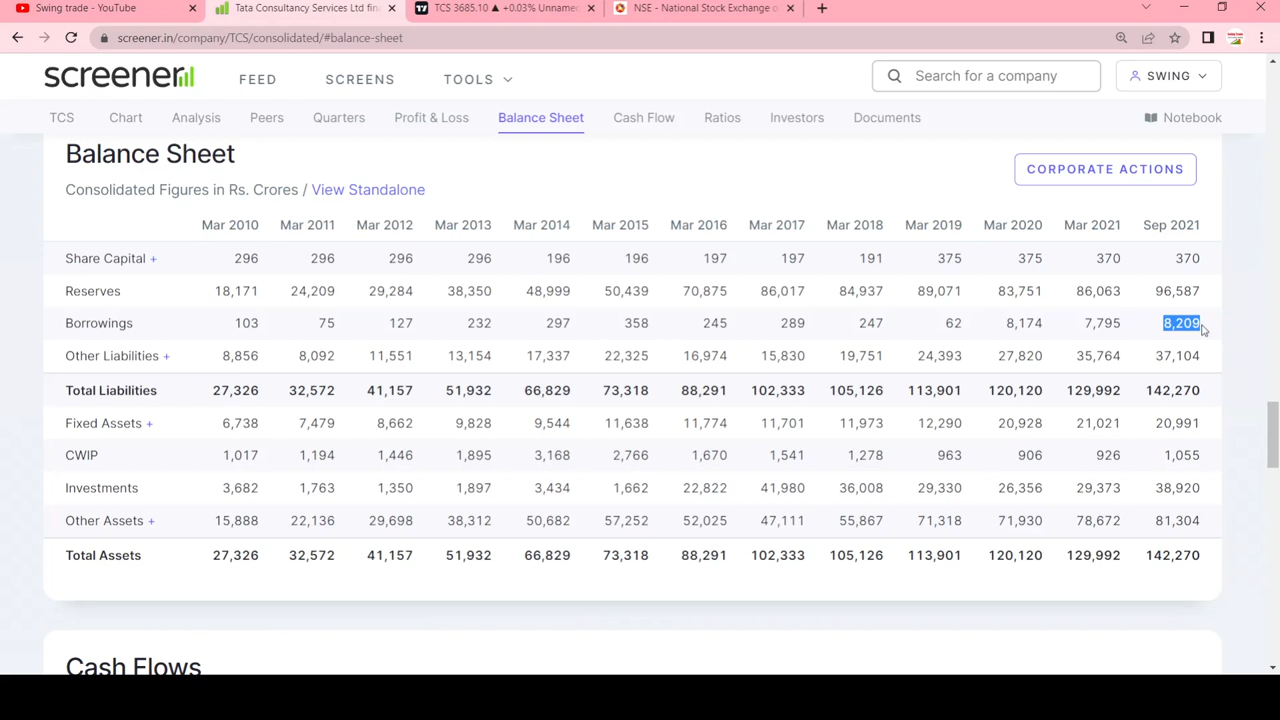 Swing trade - YouTube
Tata Consultancy Services Ltd fin
TCS 3685.10 ▲ +0.03% Unname
NSE - National Stock Exchange o
screener.in/company/TCS/consolidated/#balance-sheet
screener FEED SCREENS TOOLS Search for a company SWING
TCS Chart Analysis Peers Quarters Profit & Loss Balance Sheet Cash Flow Ratios Investors Documents Notebook
Balance Sheet
CORPORATE ACTIONS
Consolidated Figures in Rs. Crores / View Standalone
Mar 2010 Mar 2011 Mar 2012 Mar 2013 Mar 2014 Mar 2015 Mar 2016 Mar 2017 Mar 2018 Mar 2019 Mar 2020 Mar 2021 Sep 2021
Share Capital + 296 296 296 296 196 196 197 197 191 375 375 370 370
Reserves 18,171 24,209 29,284 38,350 48,999 50,439 70,875 86,017 84,937 89,071 83,751 86,063 96,587
Borrowings 103 75 127 232 297 358 245 289 247 62 8,174 7,795 8,209
Other Liabilities + 8,856 8,092 11,551 13,154 17,337 22,325 16,974 15,830 19,751 24,393 27,820 35,764 37,104
Total Liabilities 27,326 32,572 41,157 51,932 66,829 73,318 88,291 102,333 105,126 113,901 120,120 129,992 142,270
Fixed Assets + 6,738 7,479 8,662 9,828 9,544 11,638 11,774 11,701 11,973 12,290 20,928 21,021 20,991
CWIP 1,017 1,194 1,446 1,895 3,168 2,766 1,670 1,541 1,278 963 906 926 1,055
Investments 3,682 1,763 1,350 1,897 3,434 1,662 22,822 41,980 36,008 29,330 26,356 29,373 38,920
Other Assets + 15,888 22,136 29,698 38,312 50,682 57,252 52,025 47,111 55,867 71,318 71,930 78,672 81,304
Total Assets 27,326 32,572 41,157 51,932 66,829 73,318 88,291 102,333 105,126 113,901 120,120 129,992 142,270
Cash Flows